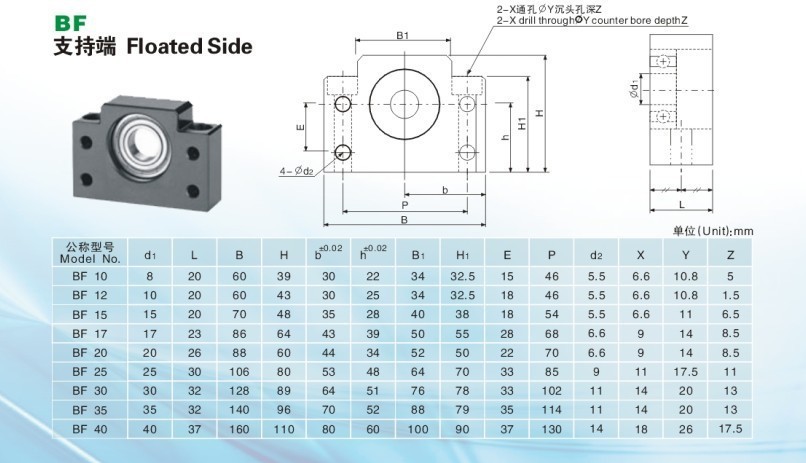 BF
支持端 Floated Side
2-X通孔ØY沉头孔深Z
2-X drill throughØY counter bore depthZ
B1
E
4-Ød2
b
P
B
h
H1
H
Ød1
L
单位(Unit):mm
公称型号 Model No. d1 L B H b±0.02 h±0.02 B1 H1 E P d2 X Y Z
BF 10 8 20 60 39 30 22 34 32.5 15 46 5.5 6.6 10.8 5
BF 12 10 20 60 43 30 25 34 32.5 18 46 5.5 6.6 10.8 1.5
BF 15 15 20 70 48 35 28 40 38 18 54 5.5 6.6 11 6.5
BF 17 17 23 86 64 43 39 50 55 28 68 6.6 9 14 8.5
BF 20 20 26 88 60 44 34 52 50 22 70 6.6 9 14 8.5
BF 25 25 30 106 80 53 48 64 70 33 85 9 11 17.5 11
BF 30 30 32 128 89 64 51 76 78 33 102 11 14 20 13
BF 35 35 32 140 96 70 52 88 79 35 114 11 14 20 13
BF 40 40 37 160 110 80 60 100 90 37 130 14 18 26 17.5